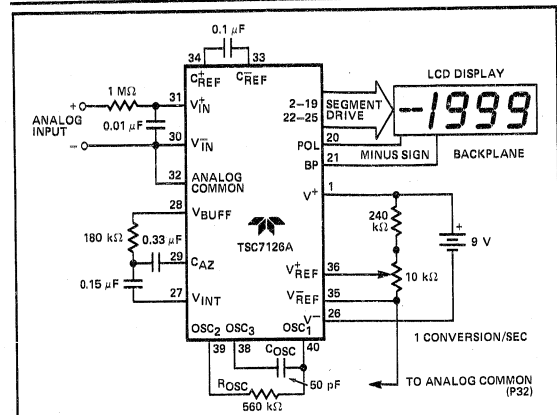 0.1 µF
34 33
C+REF C−REF
LCD DISPLAY
-1999
1 MΩ
+
ANALOG INPUT
-
0.01 µF
31 V+IN
30 V−IN
32 ANALOG COMMON
28 VBUFF
180 kΩ
0.33 µF
29 CAZ
0.15 µF
27 VINT
TSC7126A
2-19 SEGMENT
22-25 DRIVE
20
POL MINUS SIGN BACKPLANE
21
BP
1
V+
240 kΩ
+
9 V
V+REF 36
10 kΩ
V−REF 35
V− 26
OSC2 OSC3 OSC1
39 38 40
COSC
50 pF
ROSC
560 kΩ
1 CONVERSION/SEC
TO ANALOG COMMON
(P32)